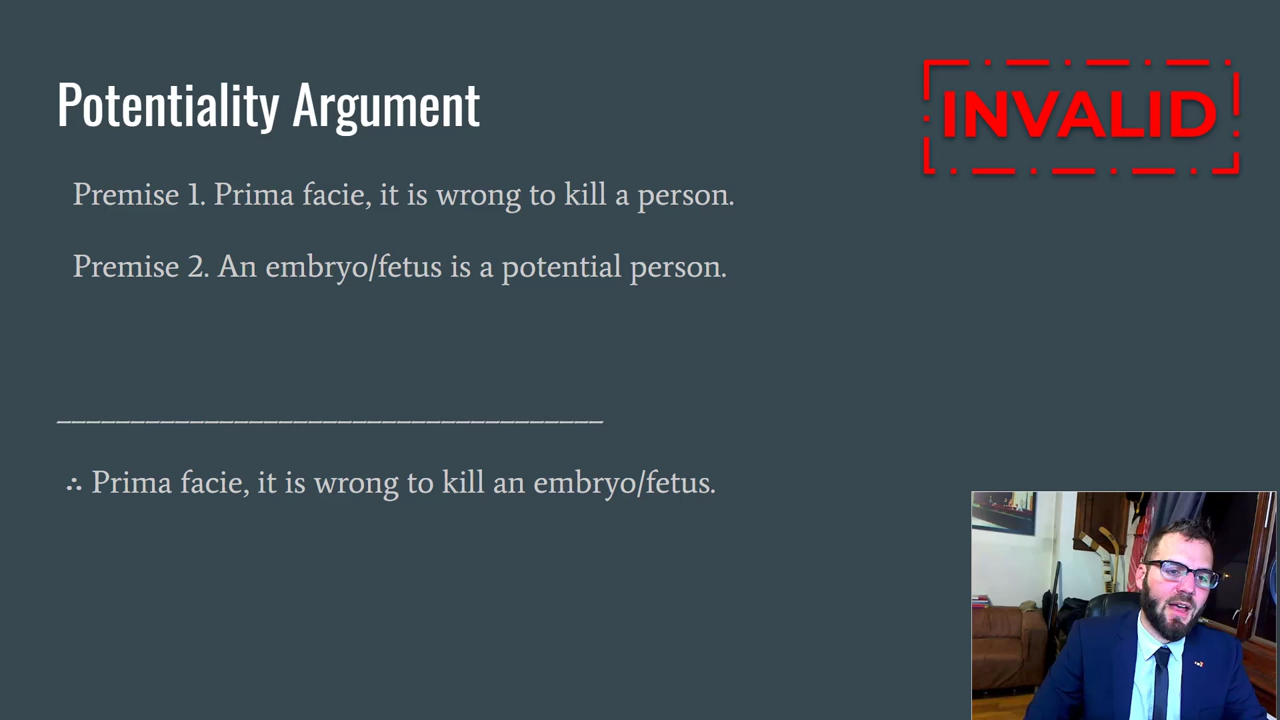 Potentiality Argument
INVALID
Premise 1. Prima facie, it is wrong to kill a person.
Premise 2. An embryo/fetus is a potential person.
∴ Prima facie, it is wrong to kill an embryo/fetus.